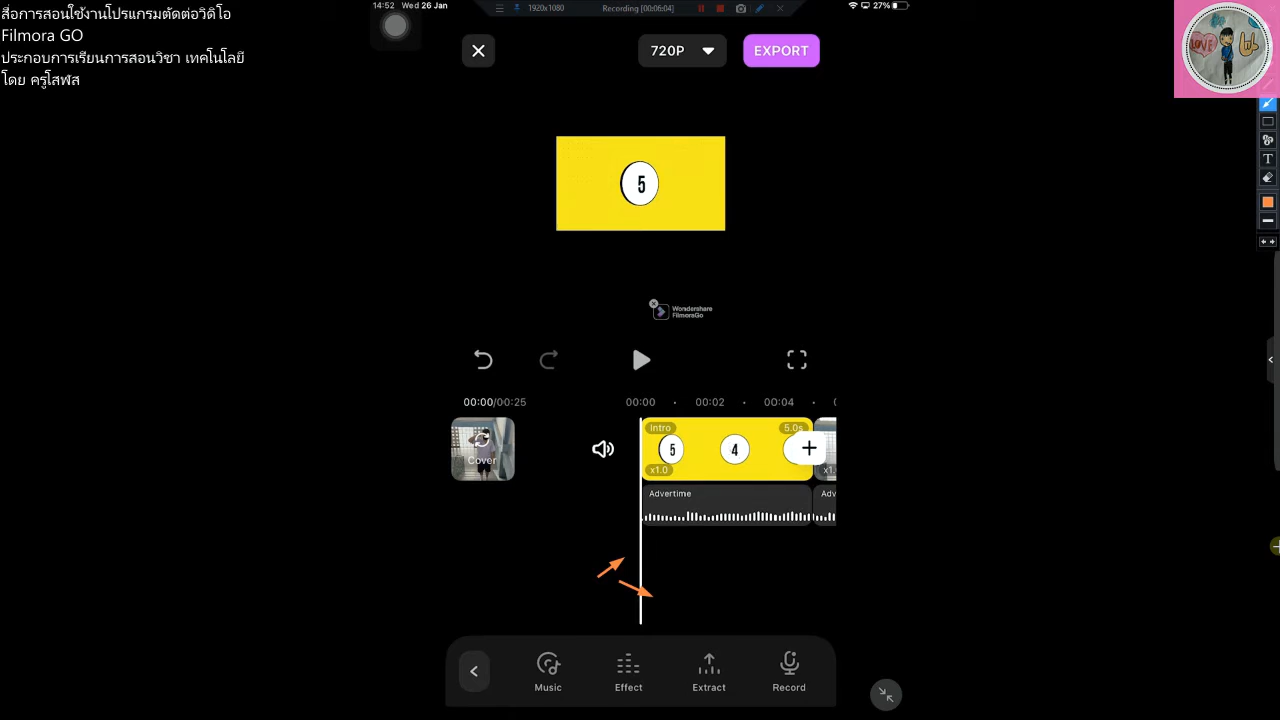 สื่อการสอนใช้งานโปรแกรมตัดต่อวิดิโอ
Filmora GO
ประกอบการเรียนการสอนวิชา เทคโนโลยี
โดย ครูโสฬส
14:52 Wed 26 Jan
1920x1080
Recording [00:06:04]
27%
720P
EXPORT
LOVE
5
Wondershare
FilmoraGo
00:00/00:25
00:00
00:02
00:04
Cover
Intro
5.0s
5
4
x1.0
x1.
Advertime
Adv
Music
Effect
Extract
Record
T